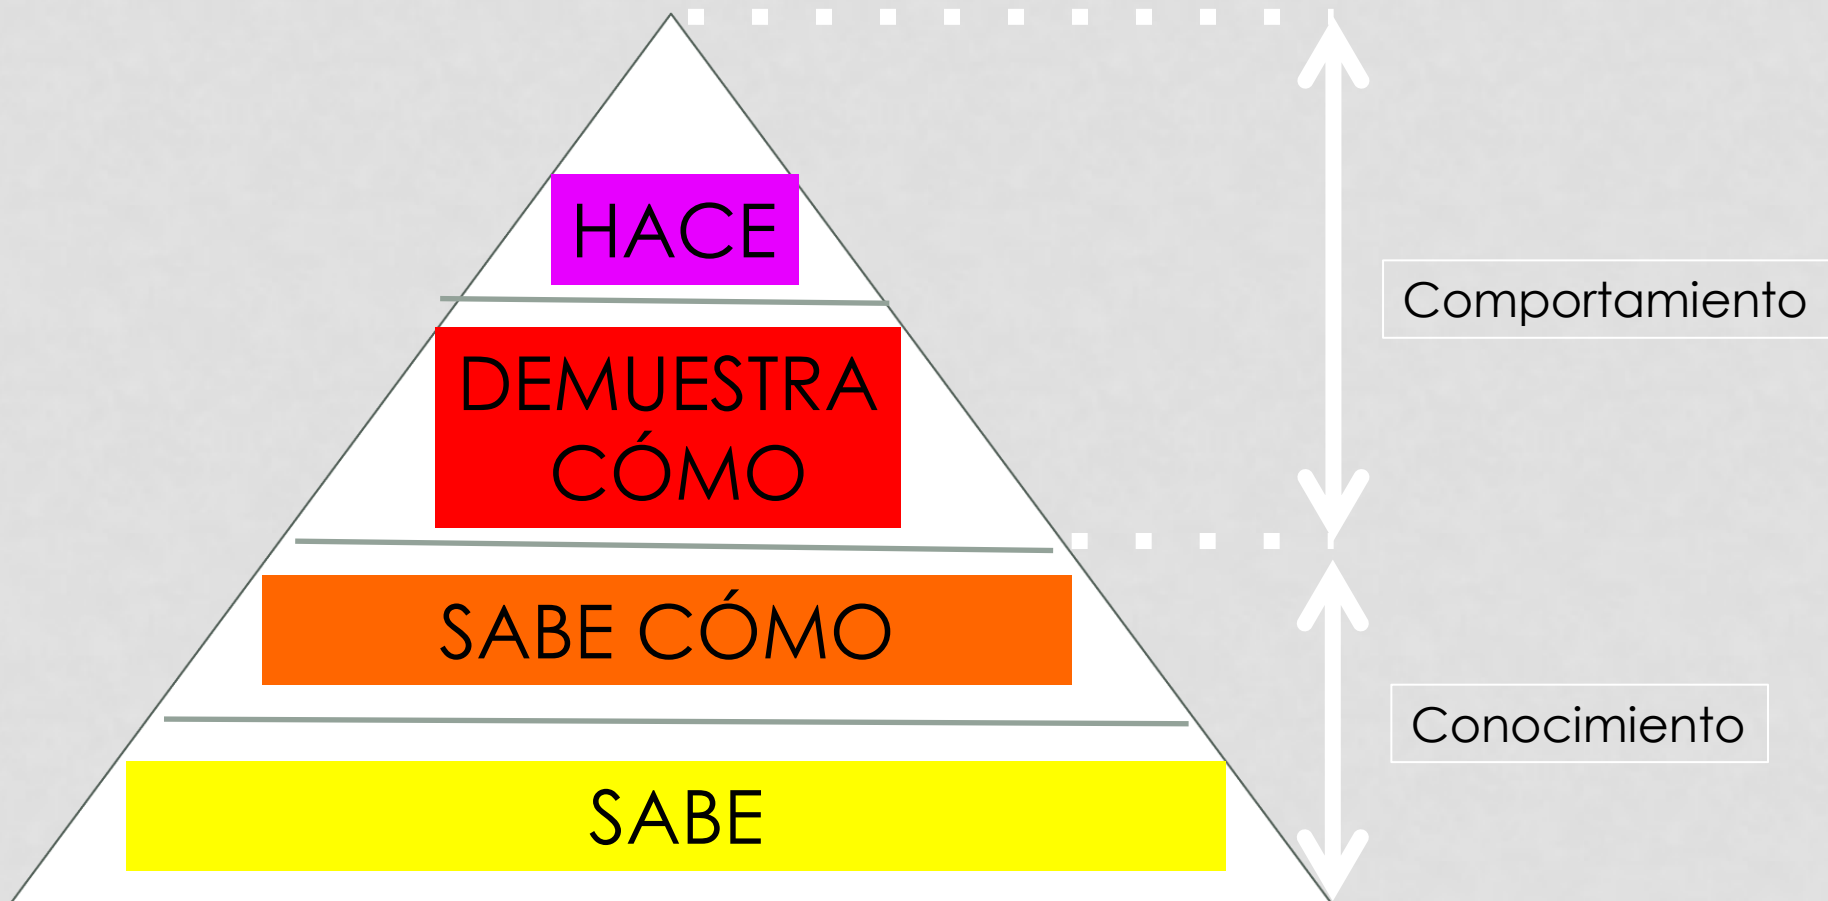 HACE
DEMUESTRA
CÓMO
SABE CÓMO
SABE
Comportamiento
Conocimiento